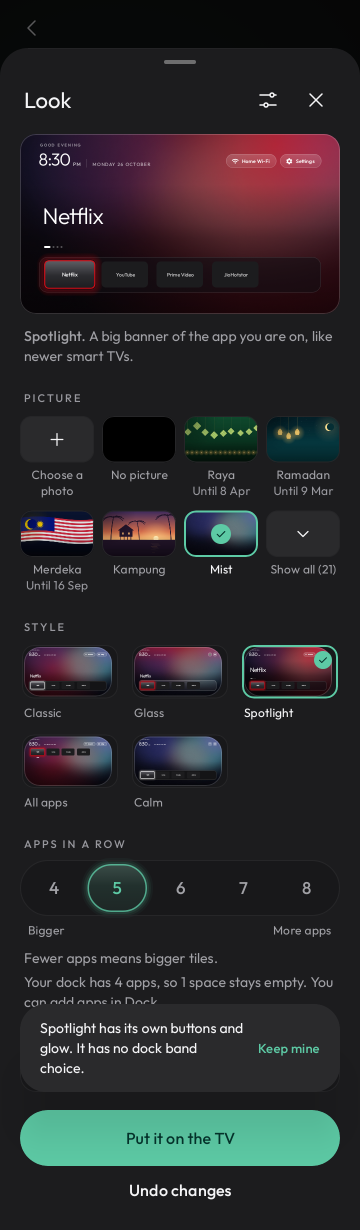 Look
GOOD EVENING
8:30 PM MONDAY 26 OCTOBER
Home Wi-Fi
Settings
Netflix
Netflix
YouTube
Prime Video
JioHotstar
Spotlight. A big banner of the app you are on, like
newer smart TVs.
PICTURE
Choose a
photo
No picture
Raya
Until 8 Apr
Ramadan
Until 9 Mar
Merdeka
Until 16 Sep
Kampung
Mist
Show all (21)
STYLE
Classic
Glass
Spotlight
All apps
Calm
APPS IN A ROW
4 5 6 7 8
Bigger
More apps
Fewer apps means bigger tiles.
Your dock has 4 apps, so 1 space stays empty. You
can add apps in Dock.
Spotlight has its own buttons and
glow. It has no dock band
choice.
Keep mine
Put it on the TV
Undo changes